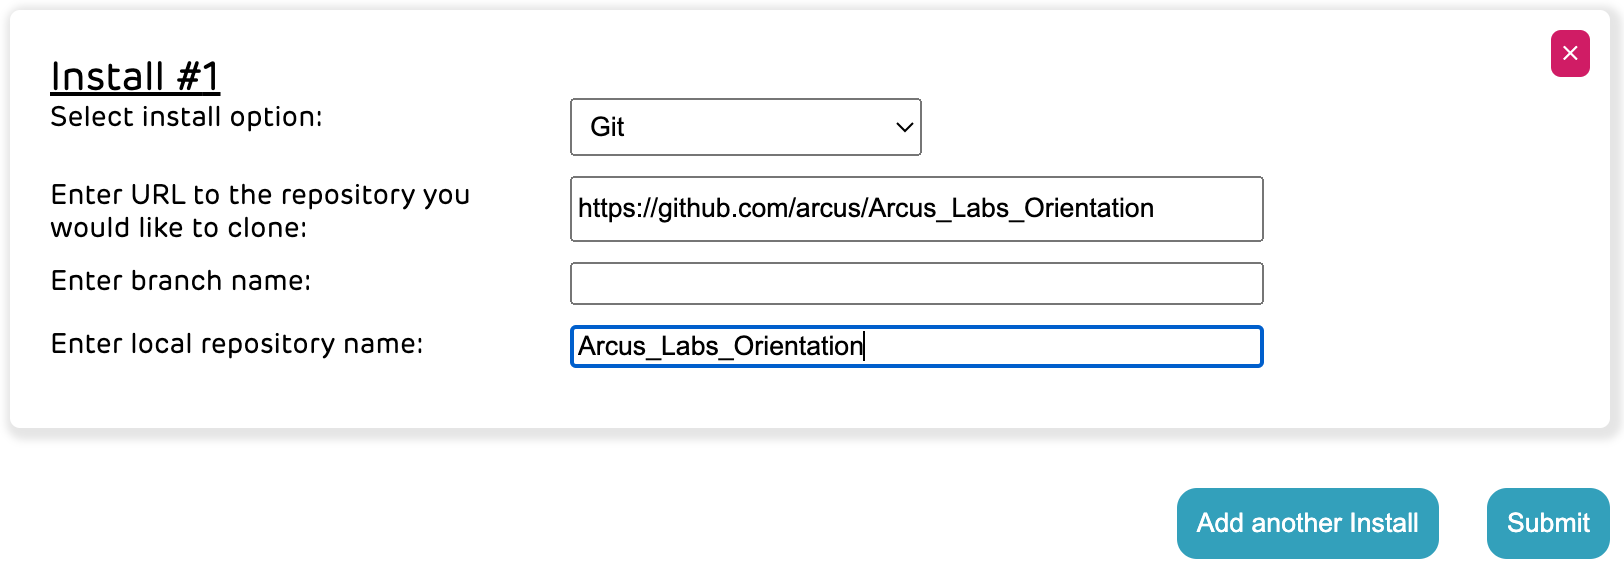 Install #1
Select install option:
Git
Enter URL to the repository you
would like to clone:
https://github.com/arcus/Arcus_Labs_Orientation
Enter branch name:
Enter local repository name:
Arcus_Labs_Orientation
Add another Install
Submit